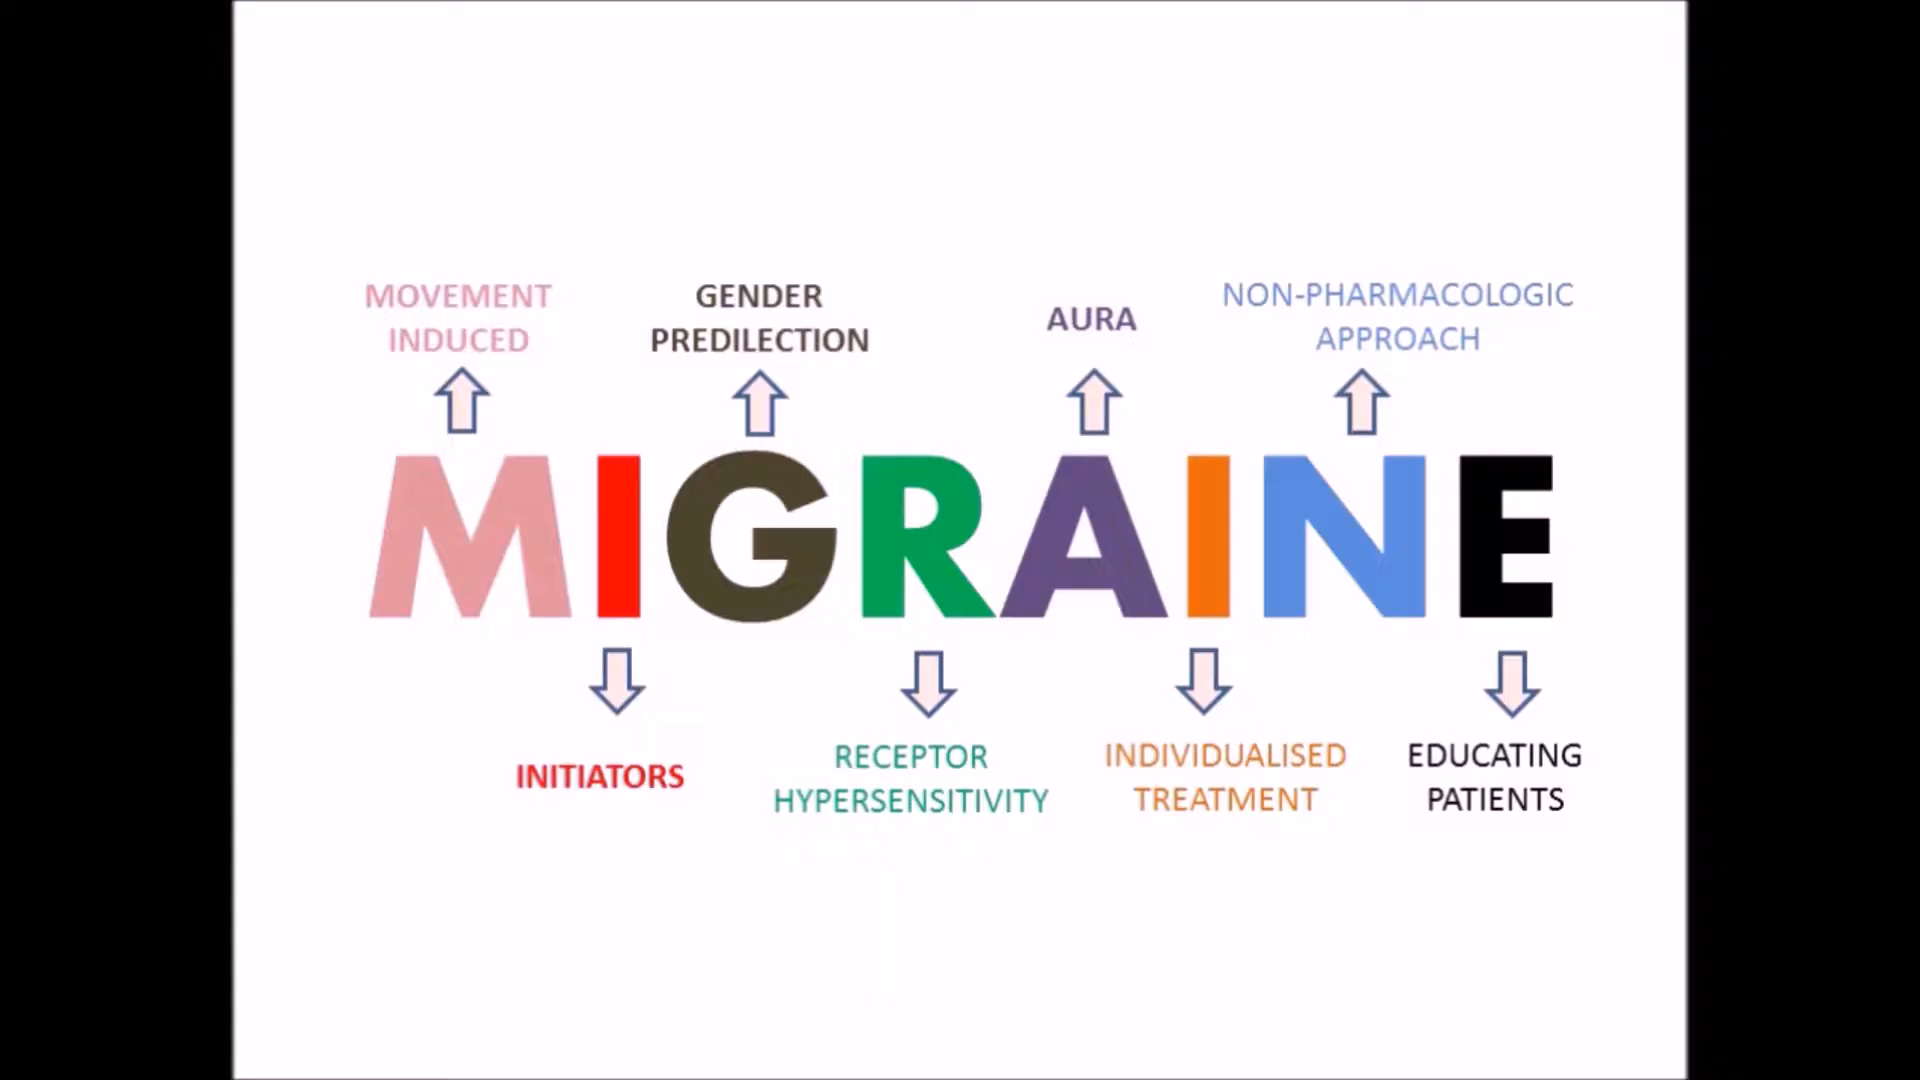 MOVEMENT
INDUCED
GENDER
PREDILECTION
AURA
NON-PHARMACOLOGIC
APPROACH
MIGRAINE
INITIATORS
RECEPTOR
HYPERSENSITIVITY
INDIVIDUALISED
TREATMENT
EDUCATING
PATIENTS